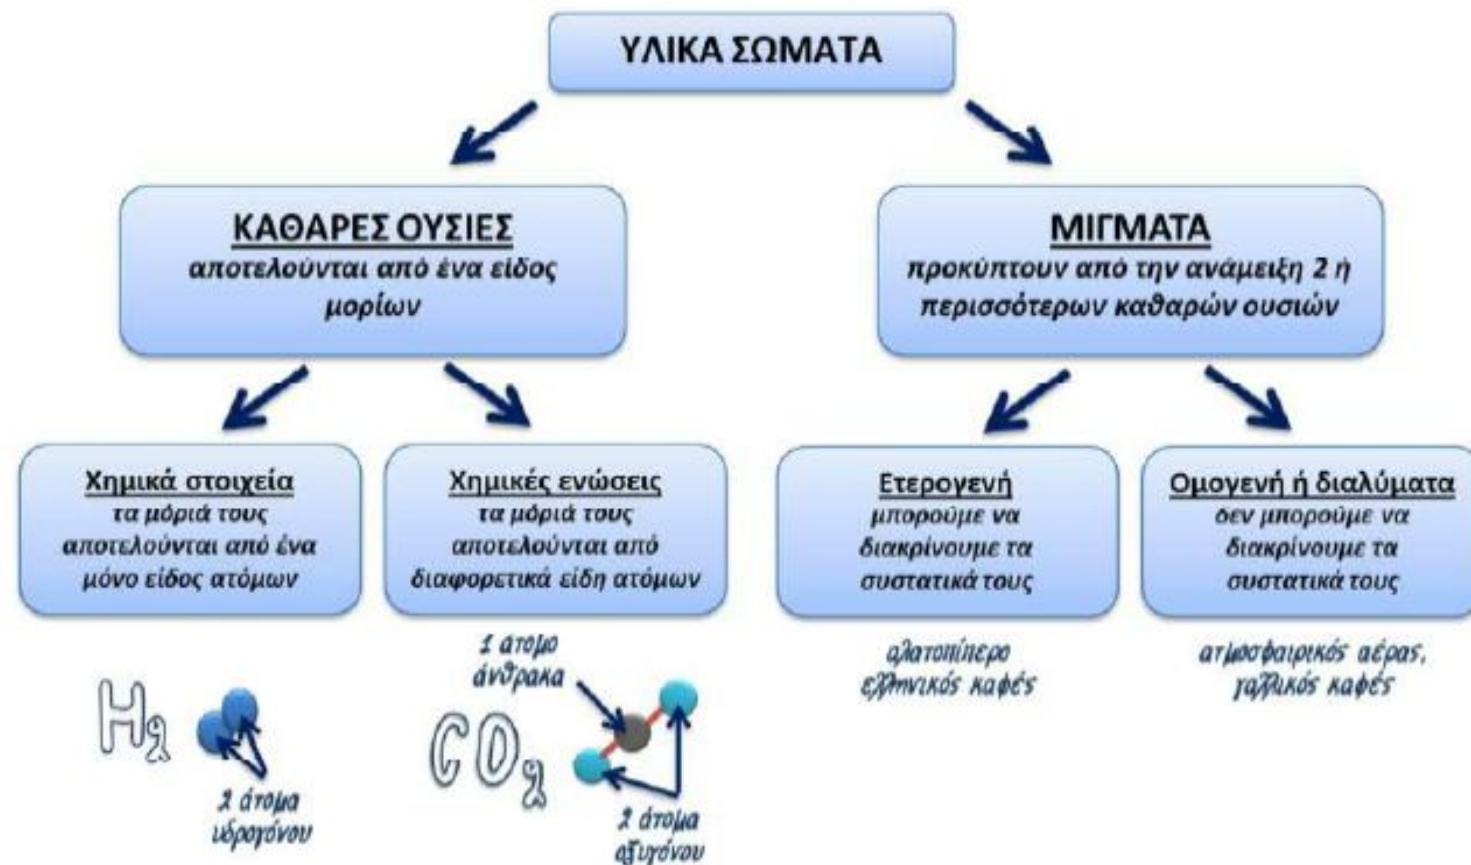 ΥΛΙΚΑ ΣΩΜΑΤΑ
ΚΑΘΑΡΕΣ ΟΥΣΙΕΣ
αποτελούνται από ένα είδος
μορίων
ΜΙΓΜΑΤΑ
προκύπτουν από την ανάμειξη 2 ή
περισσότερων καθαρών ουσιών
Χημικά στοιχεία
τα μόριά τους
αποτελούνται από ένα
μόνο είδος ατόμων
Χημικές ενώσεις
τα μόριά τους
αποτελούνται από
διαφορετικά είδη ατόμων
Ετερογενή
μπορούμε να
διακρίνουμε τα
συστατικά τους
Ομογενή ή διαλύματα
δεν μπορούμε να
διακρίνουμε τα
συστατικά τους
H2
2 άτομα
υδρογόνου
1 άτομο
άνθρακα
CO2
2 άτομα
οξυγόνου
αλατοπίπερο
ελληνικός καφές
ατμοσφαιρικός αέρας,
γαλλικός καφές